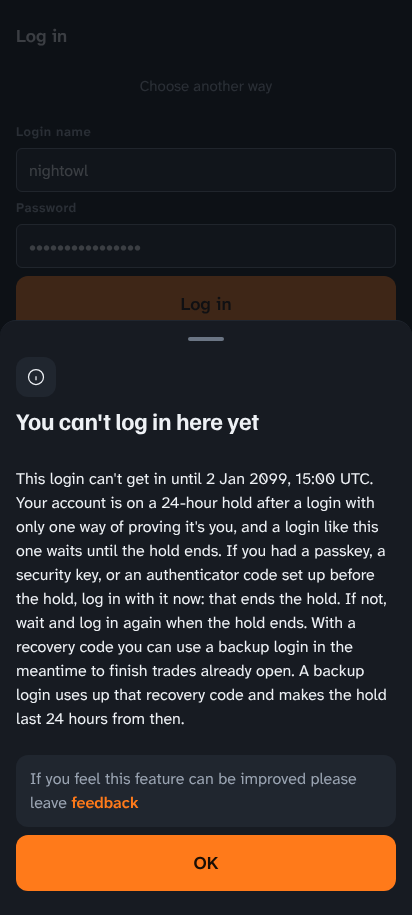 Log in
Choose another way
Login name
nightowl
Password
••••••••••••••••
Log in
You can't log in here yet
This login can't get in until 2 Jan 2099, 15:00 UTC.
Your account is on a 24-hour hold after a login with
only one way of proving it's you, and a login like this
one waits until the hold ends. If you had a passkey, a
security key, or an authenticator code set up before
the hold, log in with it now: that ends the hold. If not,
wait and log in again when the hold ends. With a
recovery code you can use a backup login in the
meantime to finish trades already open. A backup
login uses up that recovery code and makes the hold
last 24 hours from then.
If you feel this feature can be improved please
leave feedback
OK